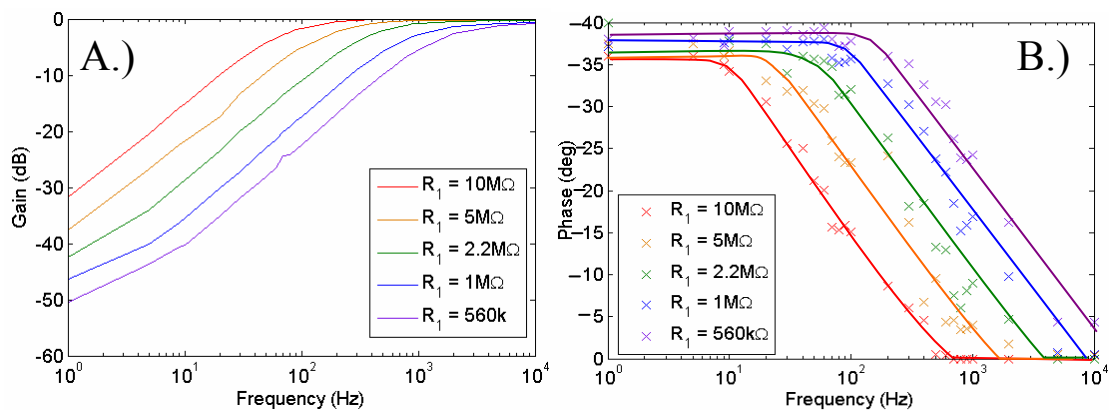 A.)
Gain (dB)
0
-10
-20
-30
-40
-50
-60
R1 = 10MΩ
R1 = 5MΩ
R1 = 2.2MΩ
R1 = 1MΩ
R1 = 560k
10^0
10^1
10^2
10^3
10^4
Frequency (Hz)
B.)
Phase (deg)
-40
-35
-30
-25
-20
-15
-10
-5
0
R1 = 10MΩ
R1 = 5MΩ
R1 = 2.2MΩ
R1 = 1MΩ
R1 = 560kΩ
10^0
10^1
10^2
10^3
10^4
Frequency (Hz)